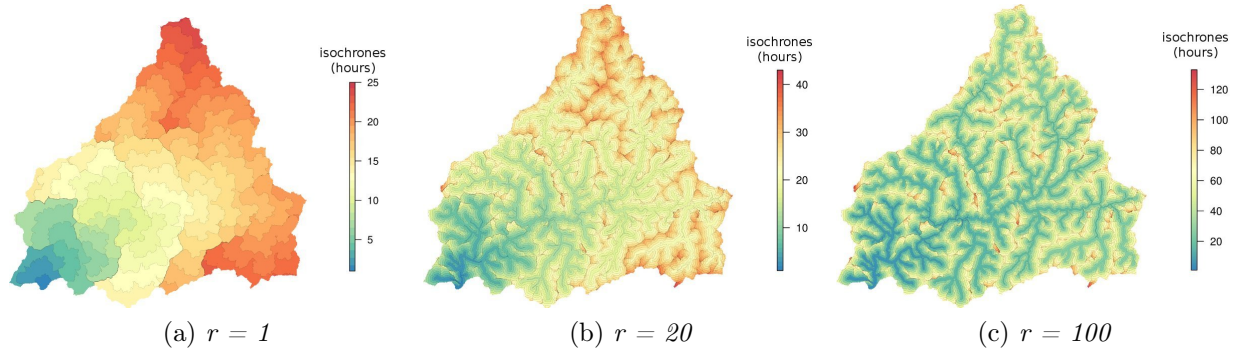 isochrones
(hours)
25
20
15
10
5
(a) r = 1
isochrones
(hours)
40
30
20
10
(b) r = 20
isochrones
(hours)
120
100
80
60
40
20
(c) r = 100